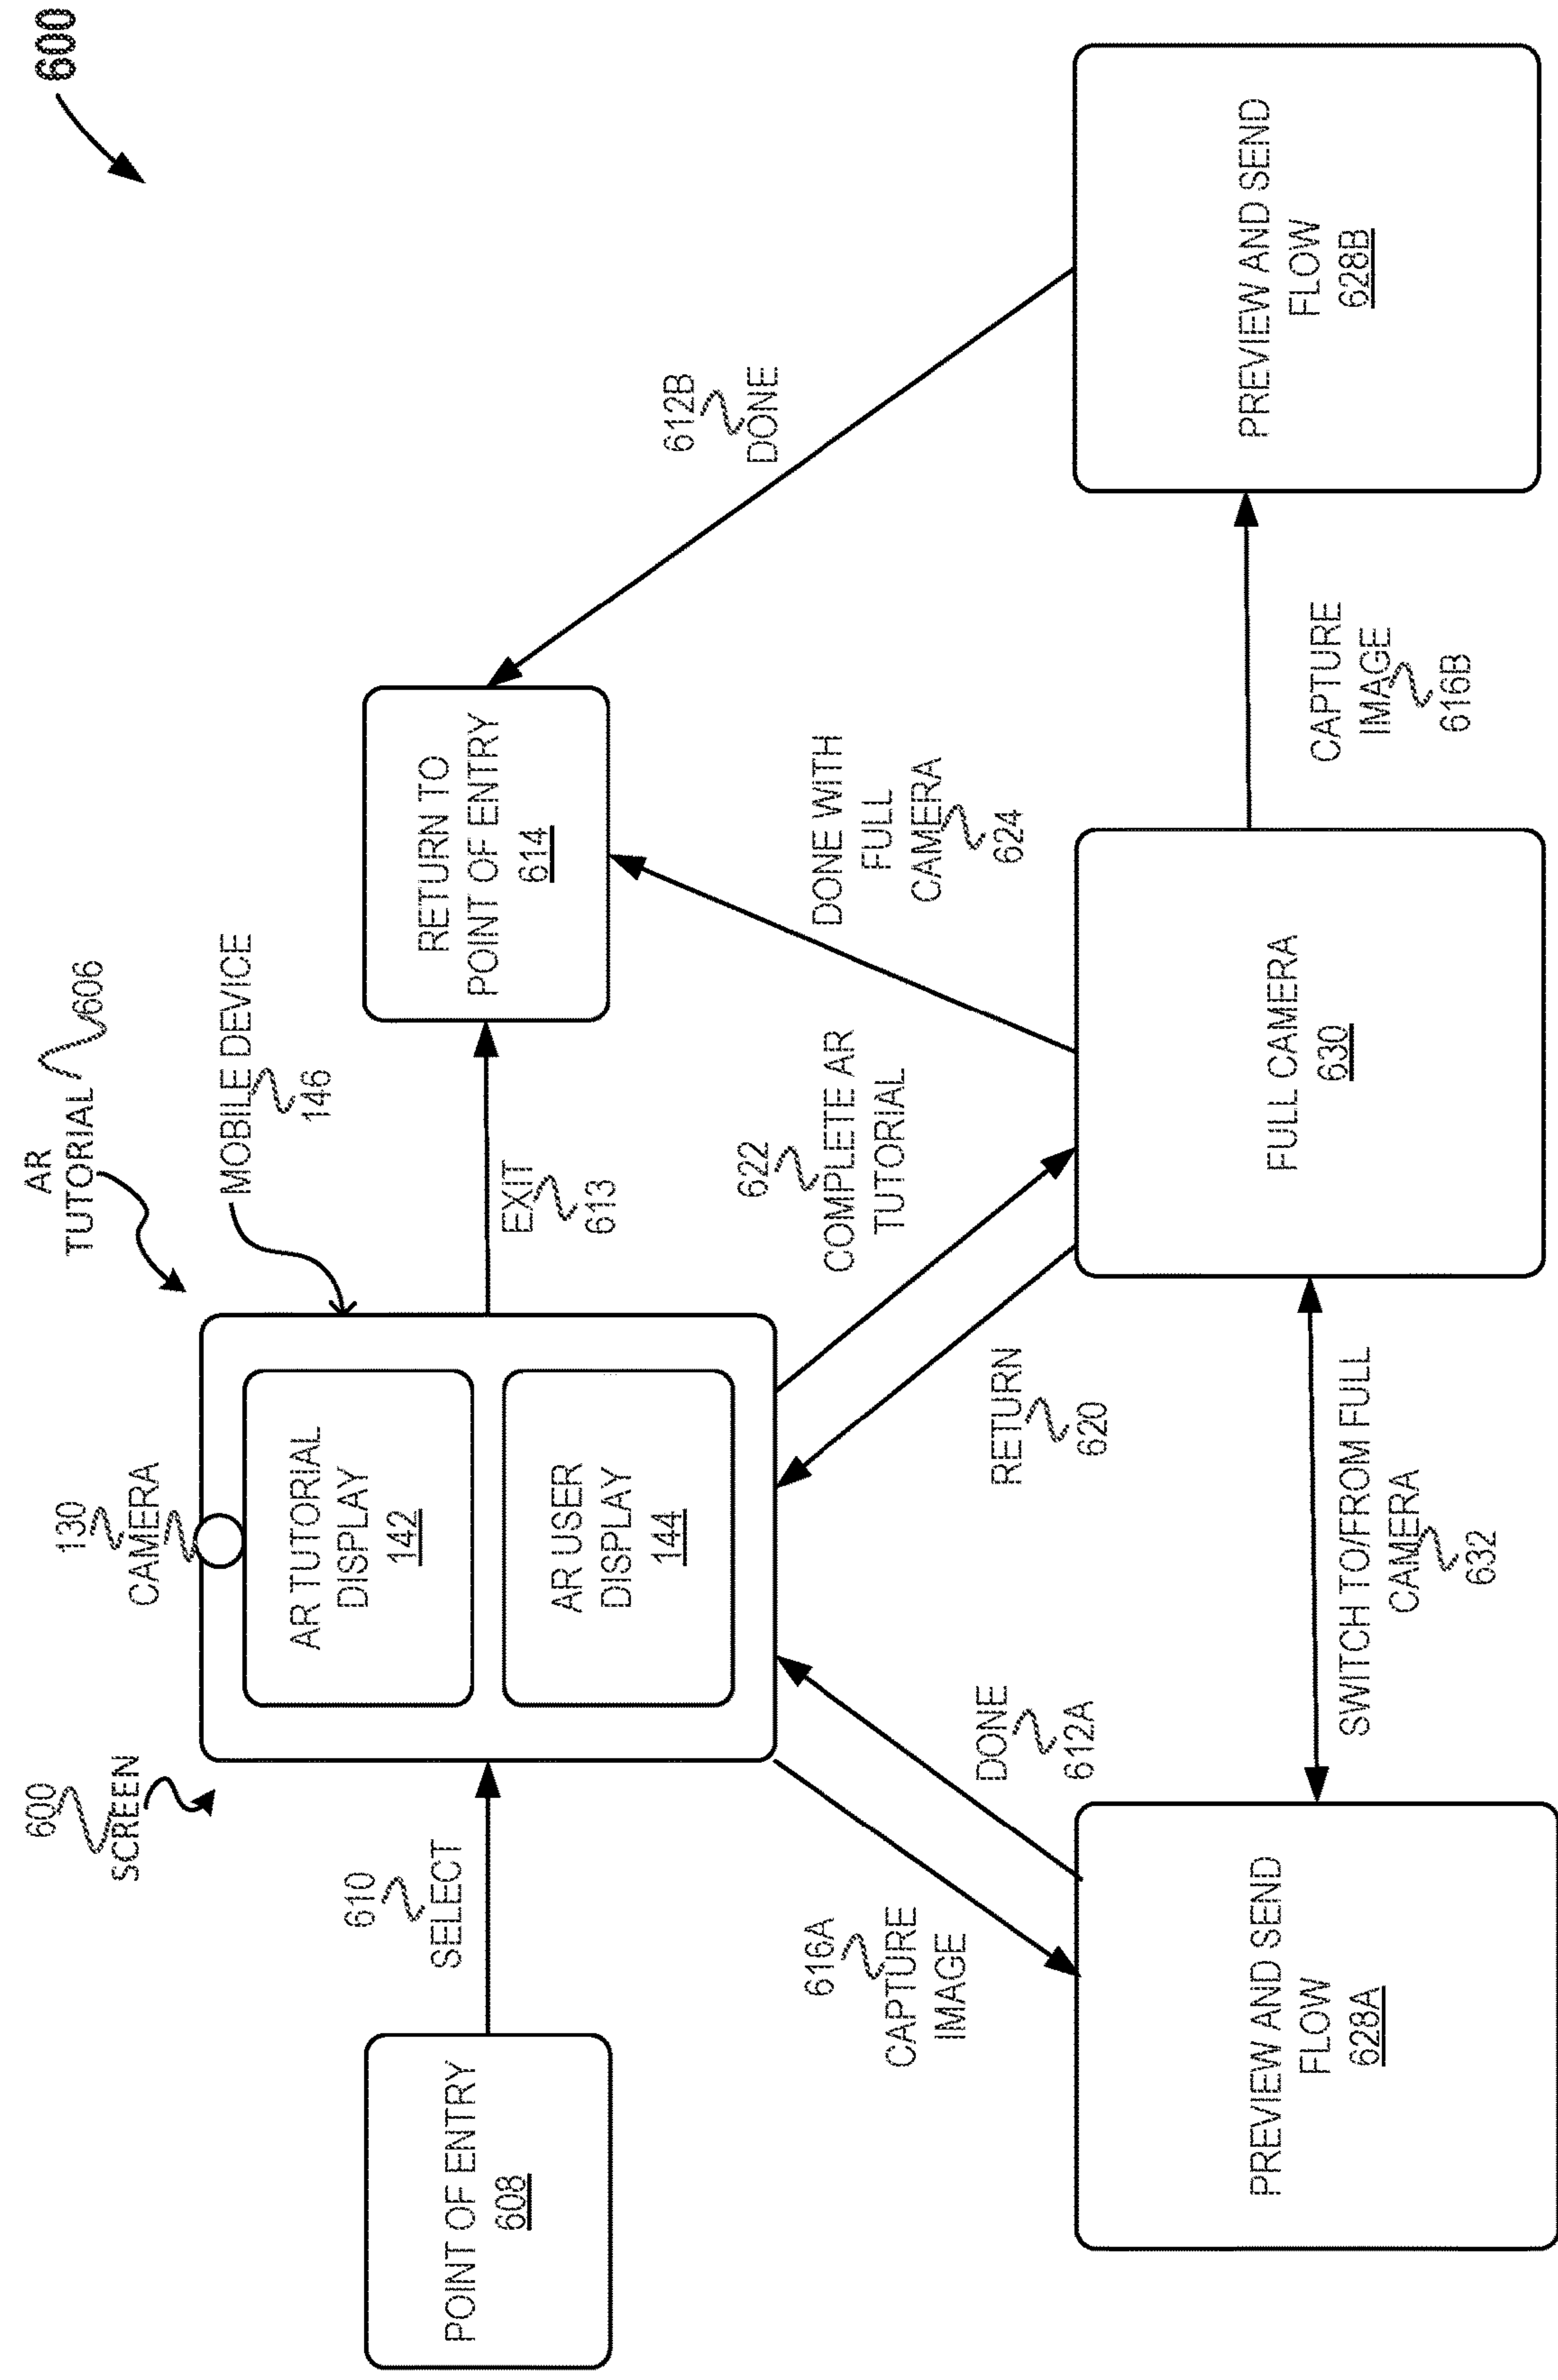 600
AR
TUTORIAL
606
600
SCREEN
130
CAMERA
MOBILE DEVICE
146
POINT OF ENTRY
608
610
SELECT
AR TUTORIAL
DISPLAY
142
AR USER
DISPLAY
144
EXIT
613
RETURN TO
POINT OF ENTRY
614
612B
DONE
616A
CAPTURE
IMAGE
DONE
612A
RETURN
620
622
COMPLETE AR
TUTORIAL
DONE WITH
FULL
CAMERA
624
PREVIEW AND SEND
FLOW
628A
SWITCH TO/FROM FULL
CAMERA
632
FULL CAMERA
630
CAPTURE
IMAGE
616B
PREVIEW AND SEND
FLOW
628B